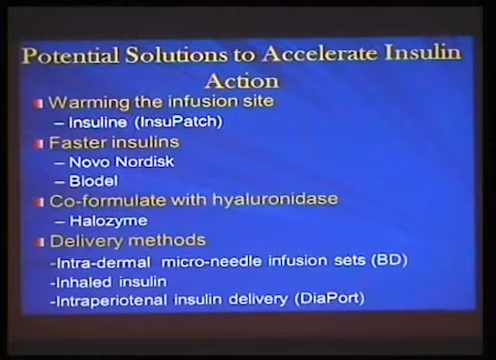 Potential Solutions to Accelerate Insulin
Action
Warming the infusion site
– Insuline (InsuPatch)
Faster insulins
– Novo Nordisk
– Biodel
Co-formulate with hyaluronidase
– Halozyme
Delivery methods
-Intra-dermal micro-needle infusion sets (BD)
-Inhaled insulin
-Intraperiotenal insulin delivery (DiaPort)